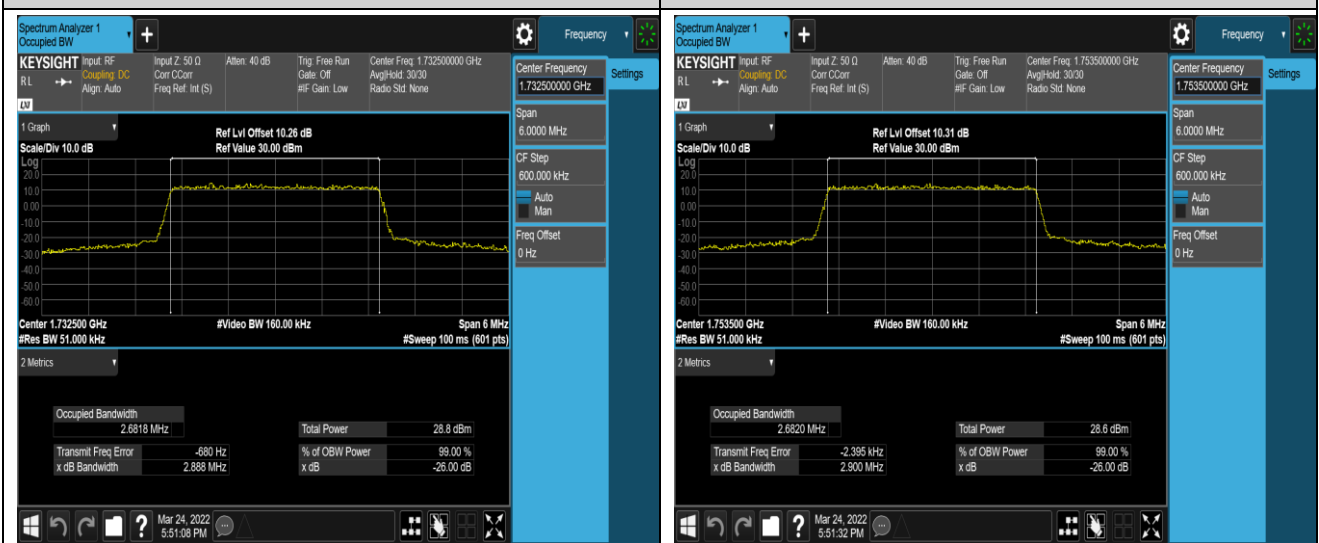 Spectrum Analyzer 1
Occupied BW
+
Frequency
KEYSIGHT Input: RF Input Z: 50 Ω Atten: 40 dB Trig: Free Run Center Freq: 1.732500000 GHz
RL Coupling: DC Corr CCorr Gate: Off Avg|Hold: 30/30
Align: Auto Freq Ref: Int (S) #IF Gain: Low Radio Std: None
LXI
Center Frequency
1.732500000 GHz
Settings
Span
6.0000 MHz
CF Step
600.000 kHz
Auto
Man
Freq Offset
0 Hz
1 Graph
Ref Lvl Offset 10.26 dB
Scale/Div 10.0 dB Ref Value 30.00 dBm
Log
20.0
10.0
0.00
-10.0
-20.0
-30.0
-40.0
-50.0
-60.0
Center 1.732500 GHz #Video BW 160.00 kHz Span 6 MHz
#Res BW 51.000 kHz #Sweep 100 ms (601 pts)
2 Metrics
Occupied Bandwidth
2.6818 MHz Total Power 28.8 dBm
Transmit Freq Error -680 Hz % of OBW Power 99.00 %
x dB Bandwidth 2.888 MHz x dB -26.00 dB
?
Mar 24, 2022
5:51:08 PM
Spectrum Analyzer 1
Occupied BW
+
Frequency
KEYSIGHT Input: RF Input Z: 50 Ω Atten: 40 dB Trig: Free Run Center Freq: 1.753500000 GHz
RL Coupling: DC Corr CCorr Gate: Off Avg|Hold: 30/30
Align: Auto Freq Ref: Int (S) #IF Gain: Low Radio Std: None
LXI
Center Frequency
1.753500000 GHz
Settings
Span
6.0000 MHz
CF Step
600.000 kHz
Auto
Man
Freq Offset
0 Hz
1 Graph
Ref Lvl Offset 10.31 dB
Scale/Div 10.0 dB Ref Value 30.00 dBm
Log
20.0
10.0
0.00
-10.0
-20.0
-30.0
-40.0
-50.0
-60.0
Center 1.753500 GHz #Video BW 160.00 kHz Span 6 MHz
#Res BW 51.000 kHz #Sweep 100 ms (601 pts)
2 Metrics
Occupied Bandwidth
2.6820 MHz Total Power 28.6 dBm
Transmit Freq Error -2.395 kHz % of OBW Power 99.00 %
x dB Bandwidth 2.900 MHz x dB -26.00 dB
?
Mar 24, 2022
5:51:32 PM